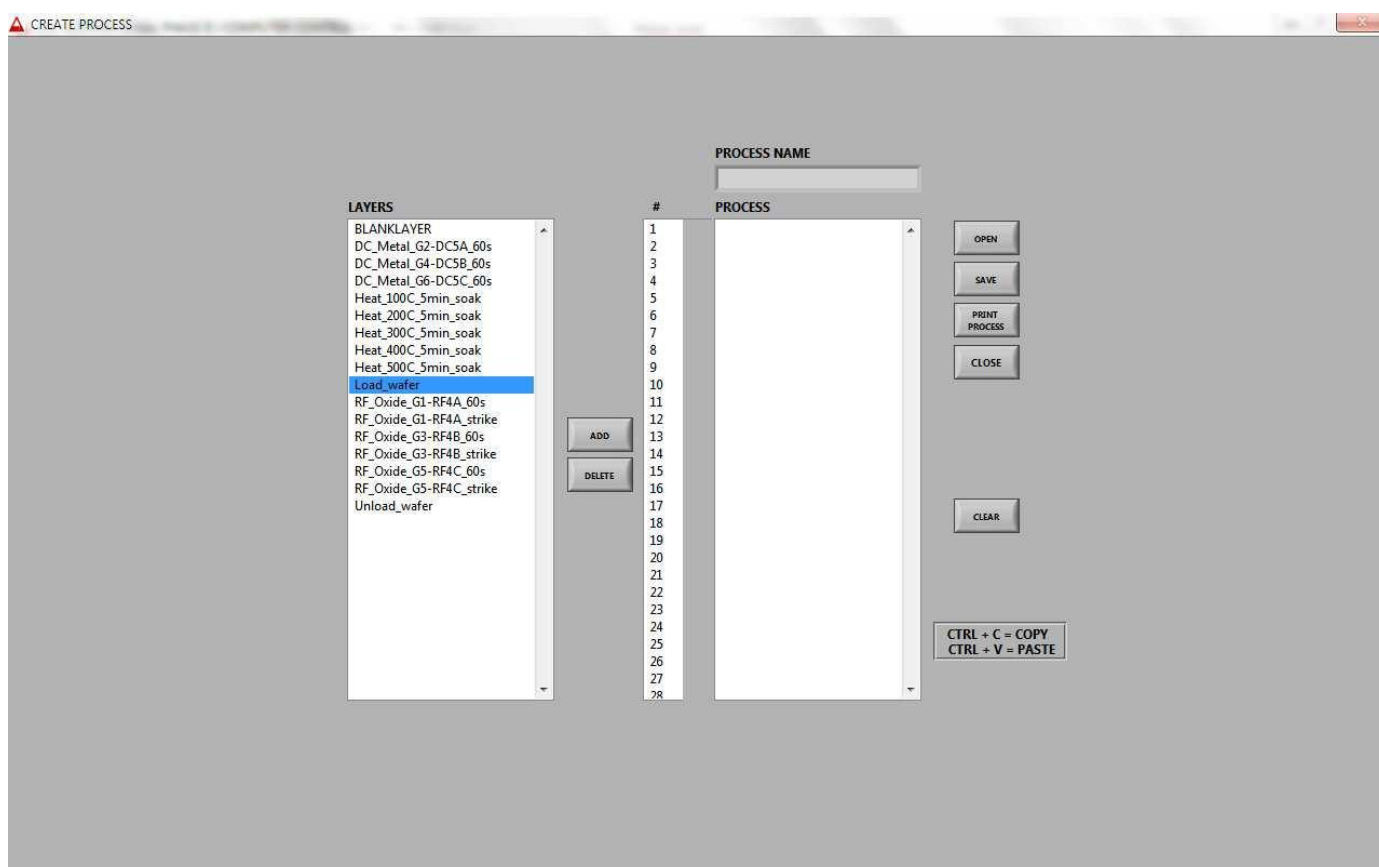 CREATE PROCESS
PROCESS NAME
LAYERS
#
PROCESS
BLANKLAYER
DC_Metal_G2-DC5A_60s
DC_Metal_G4-DC5B_60s
DC_Metal_G6-DC5C_60s
Heat_100C_5min_soak
Heat_200C_5min_soak
Heat_300C_5min_soak
Heat_400C_5min_soak
Heat_500C_5min_soak
Load_wafer
RF_Oxide_G1-RF4A_60s
RF_Oxide_G1-RF4A_strike
RF_Oxide_G3-RF4B_60s
RF_Oxide_G3-RF4B_strike
RF_Oxide_G5-RF4C_60s
RF_Oxide_G5-RF4C_strike
Unload_wafer
ADD
DELETE
1
2
3
4
5
6
7
8
9
10
11
12
13
14
15
16
17
18
19
20
21
22
23
24
25
26
27
28
OPEN
SAVE
PRINT
PROCESS
CLOSE
CLEAR
CTRL + C = COPY
CTRL + V = PASTE